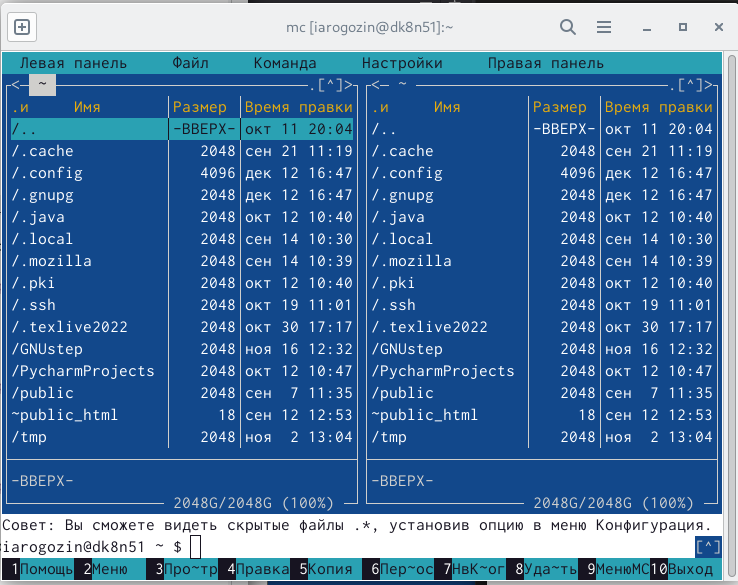 mc [iarogozin@dk8n51]:~
Левая панель Файл Команда Настройки Правая панель
<- ~ .[^]> <- ~ .[^]>
.и Имя Размер Время правки .и Имя Размер Время правки
/.. -ВВЕРХ- окт 11 20:04 /.. -ВВЕРХ- окт 11 20:04
/.cache 2048 сен 21 11:19 /.cache 2048 сен 21 11:19
/.config 4096 дек 12 16:47 /.config 4096 дек 12 16:47
/.gnupg 2048 дек 12 16:47 /.gnupg 2048 дек 12 16:47
/.java 2048 окт 12 10:40 /.java 2048 окт 12 10:40
/.local 2048 сен 14 10:30 /.local 2048 сен 14 10:30
/.mozilla 2048 сен 14 10:39 /.mozilla 2048 сен 14 10:39
/.pki 2048 окт 12 10:40 /.pki 2048 окт 12 10:40
/.ssh 2048 окт 19 11:01 /.ssh 2048 окт 19 11:01
/.texlive2022 2048 окт 30 17:17 /.texlive2022 2048 окт 30 17:17
/GNUstep 2048 ноя 16 12:32 /GNUstep 2048 ноя 16 12:32
/PycharmProjects 2048 окт 12 10:47 /PycharmProjects 2048 окт 12 10:47
/public 2048 сен 7 11:35 /public 2048 сен 7 11:35
~public_html 18 сен 12 12:53 ~public_html 18 сен 12 12:53
/tmp 2048 ноя 2 13:04 /tmp 2048 ноя 2 13:04
-ВВЕРХ- -ВВЕРХ-
2048G/2048G (100%) 2048G/2048G (100%)
Совет: Вы сможете видеть скрытые файлы .*, установив опцию в меню Конфигурация.
iarogozin@dk8n51 ~ $ [^]
1Помощь 2Меню 3Про~тр 4Правка 5Копия 6Пер~ос 7НвК~ог 8Уда~ть 9МенюМС 10Выход